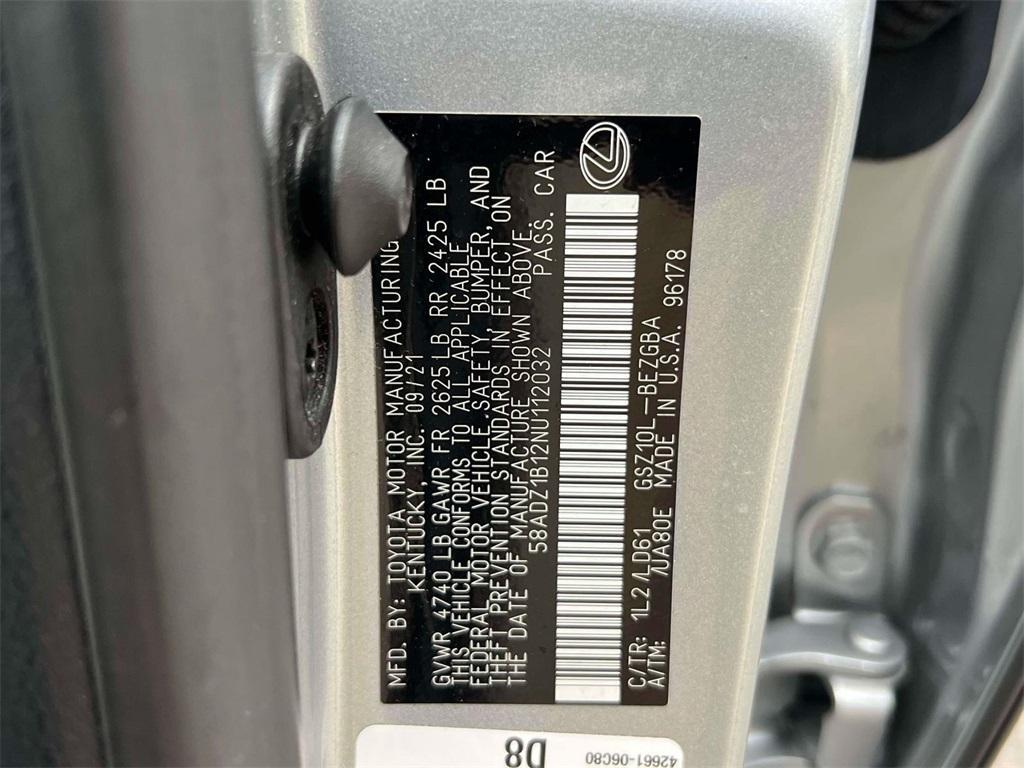 MFD. BY: TOYOTA MOTOR MANUFACTURING
KENTUCKY, INC. 09/21
GVWR 4740 LB GAWR FR 2625 LB RR 2425 LB
THIS VEHICLE CONFORMS TO ALL APPLICABLE
FEDERAL MOTOR VEHICLE SAFETY, BUMPER, AND
THEFT PREVENTION STANDARDS IN EFFECT ON
THE DATE OF MANUFACTURE SHOWN ABOVE.
58ADZ1B12NU112032 PASS. CAR
C/TR: 1L2/LD61 GSZ10L-BEZGBA
A/TM: /UA80E MADE IN U.S.A. 96178
D8
42661-06C80